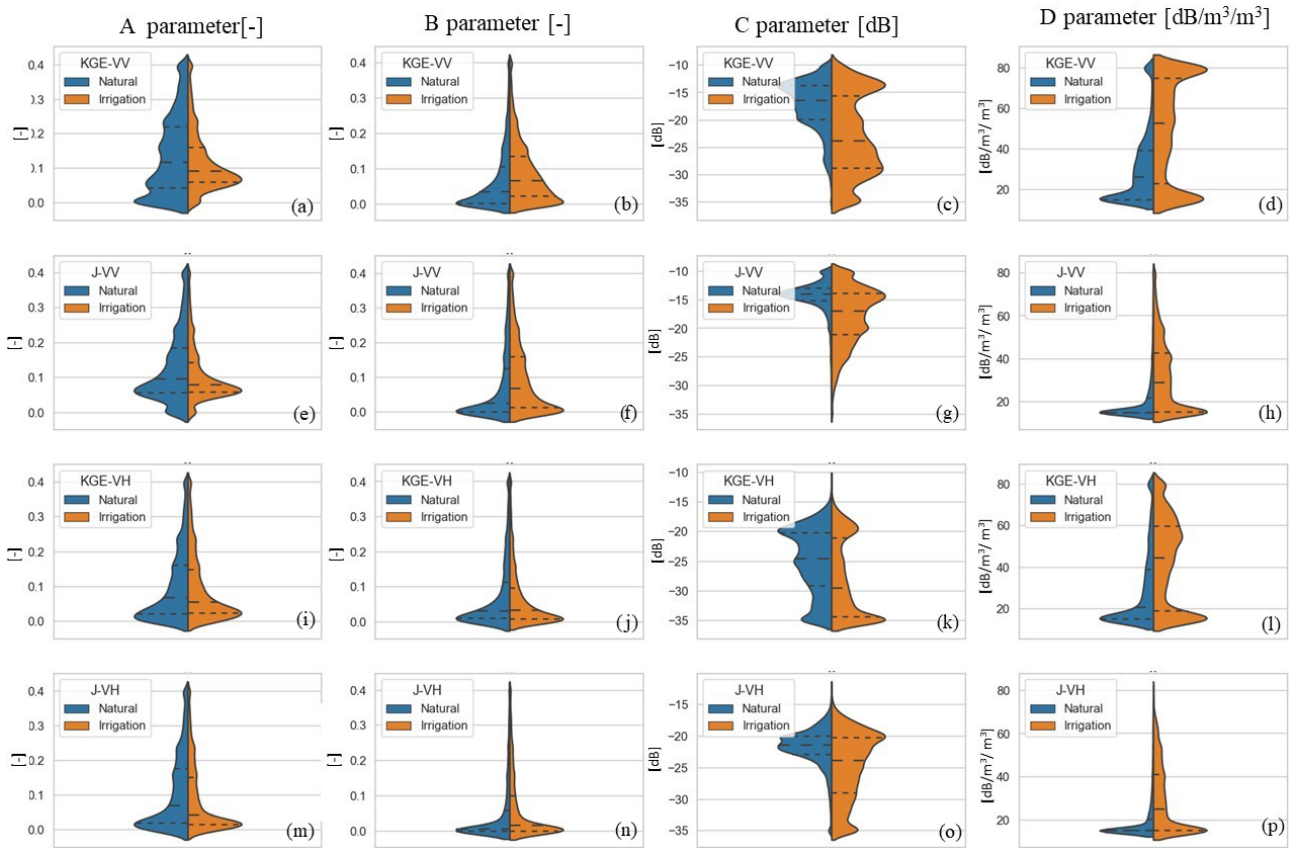 A parameter[-]
B parameter [-]
C parameter [dB]
D parameter [dB/m³/m³]
KGE-VV
Natural
Irrigation
0.4
0.3
0.2
0.1
0.0
[-]
(a)
KGE-VV
Natural
Irrigation
0.4
0.3
0.2
0.1
0.0
[-]
(b)
KGE-VV
Natural
Irrigation
−10
−15
−20
−25
−30
−35
[dB]
(c)
KGE-VV
Natural
Irrigation
80
60
40
20
[dB/m³/ m³]
(d)
J-VV
Natural
Irrigation
0.4
0.3
0.2
0.1
0.0
[-]
(e)
J-VV
Natural
Irrigation
0.4
0.3
0.2
0.1
0.0
[-]
(f)
J-VV
Natural
Irrigation
−10
−15
−20
−25
−30
−35
[dB]
(g)
J-VV
Natural
Irrigation
80
60
40
20
[dB/m³/ m³]
(h)
KGE-VH
Natural
Irrigation
0.4
0.3
0.2
0.1
0.0
[-]
(i)
KGE-VH
Natural
Irrigation
0.4
0.3
0.2
0.1
0.0
[-]
(j)
KGE-VH
Natural
Irrigation
−10
−15
−20
−25
−30
−35
[dB]
(k)
KGE-VH
Natural
Irrigation
80
60
40
20
[dB/m³/ m³]
(l)
J-VH
Natural
Irrigation
0.4
0.3
0.2
0.1
0.0
[-]
(m)
J-VH
Natural
Irrigation
0.4
0.3
0.2
0.1
0.0
[-]
(n)
J-VH
Natural
Irrigation
−15
−20
−25
−30
−35
[dB]
(o)
J-VH
Natural
Irrigation
80
60
40
20
[dB/m³/ m³]
(p)